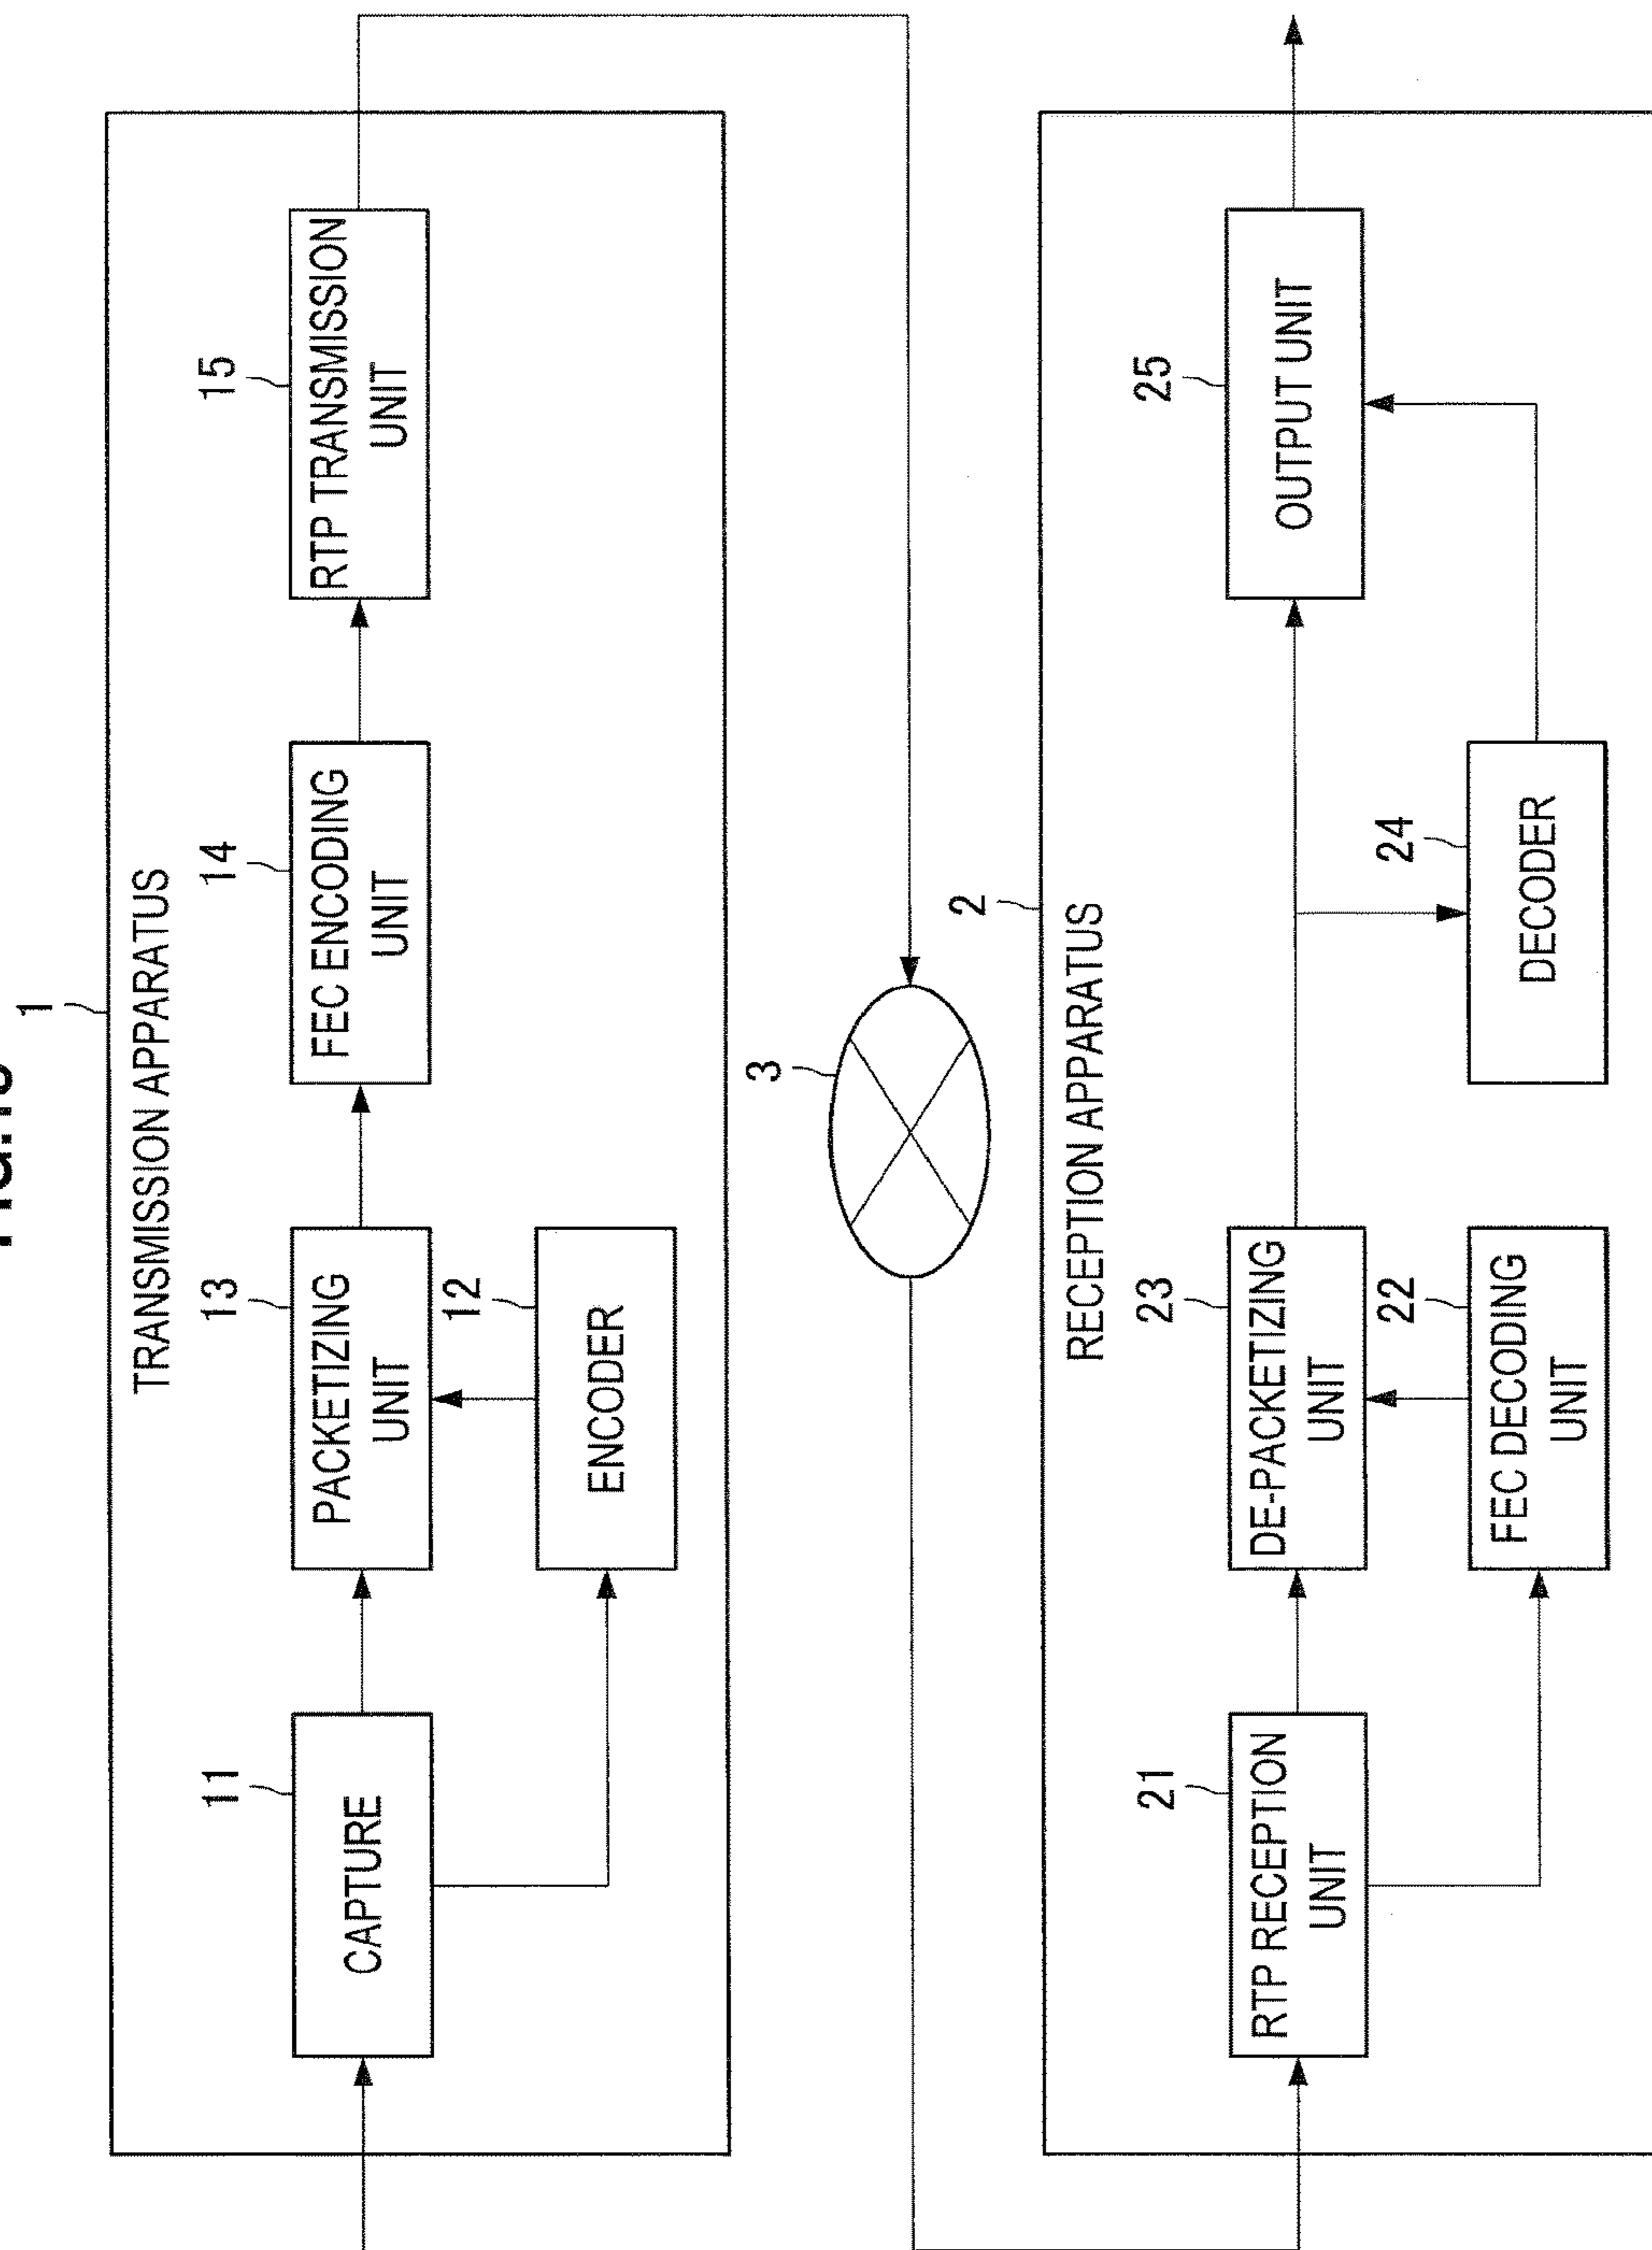 1
TRANSMISSION APPARATUS
11
CAPTURE
13
PACKETIZING
UNIT
12
ENCODER
14
FEC ENCODING
UNIT
15
RTP TRANSMISSION
UNIT
3
2
RECEPTION APPARATUS
21
RTP RECEPTION
UNIT
23
DE-PACKETIZING
UNIT
22
FEC DECODING
UNIT
24
DECODER
25
OUTPUT UNIT